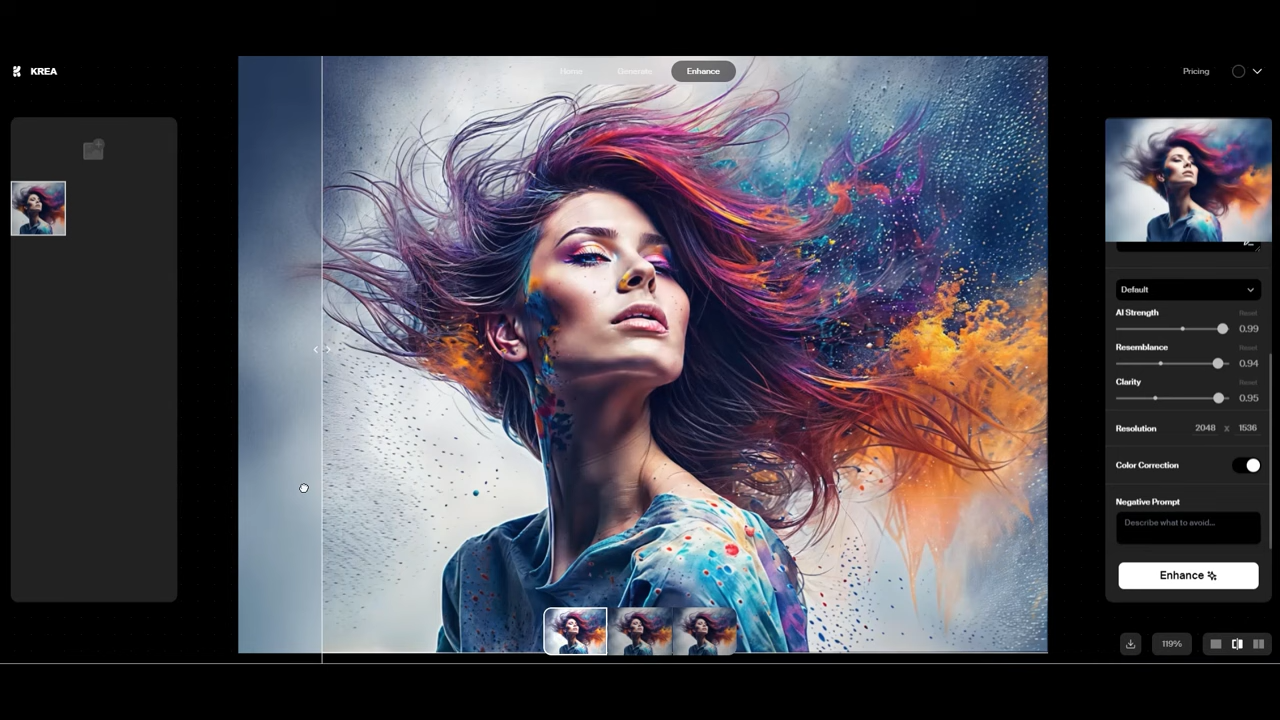 KREA
Home
Generate
Enhance
Pricing
Default
AI Strength
Reset
0.99
Resemblance
Reset
0.94
Clarity
Reset
0.95
Resolution
2048 x 1536
Color Correction
Negative Prompt
Describe what to avoid...
Enhance
119%